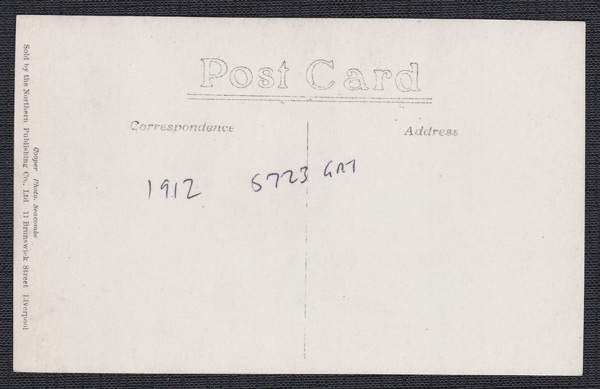 Post Card
Correspondence
Address
1912 6723 GRT
Cooper Photo. Seacombe
Sold by the Northern Publishing Co., Ltd 11 Brunswick Street Liverpool